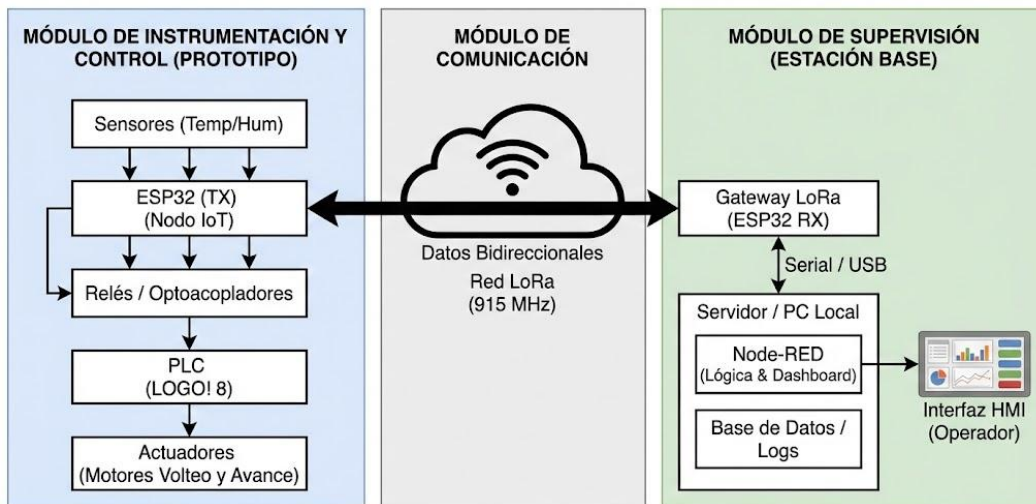 MÓDULO DE INSTRUMENTACIÓN Y
CONTROL (PROTOTIPO)
Sensores (Temp/Hum)
ESP32 (TX)
(Nodo IoT)
Relés / Optoacopladores
PLC
(LOGO! 8)
Actuadores
(Motores Volteo y Avance)
MÓDULO DE
COMUNICACIÓN
Datos Bidireccionales
Red LoRa
(915 MHz)
MÓDULO DE SUPERVISIÓN
(ESTACIÓN BASE)
Gateway LoRa
(ESP32 RX)
Serial / USB
Servidor / PC Local
Node-RED
(Lógica & Dashboard)
Base de Datos /
Logs
Interfaz HMI
(Operador)